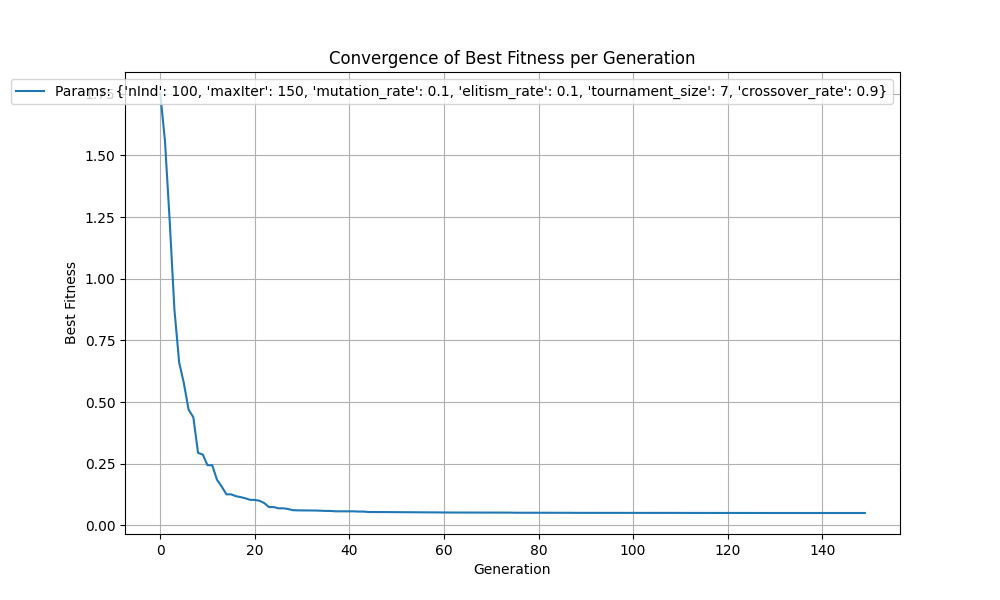 Convergence of Best Fitness per Generation
Params: {'nInd': 100, 'maxIter': 150, 'mutation_rate': 0.1, 'elitism_rate': 0.1, 'tournament_size': 7, 'crossover_rate': 0.9}
1.75
1.50
1.25
1.00
0.75
0.50
0.25
0.00
Best Fitness
0 20 40 60 80 100 120 140
Generation